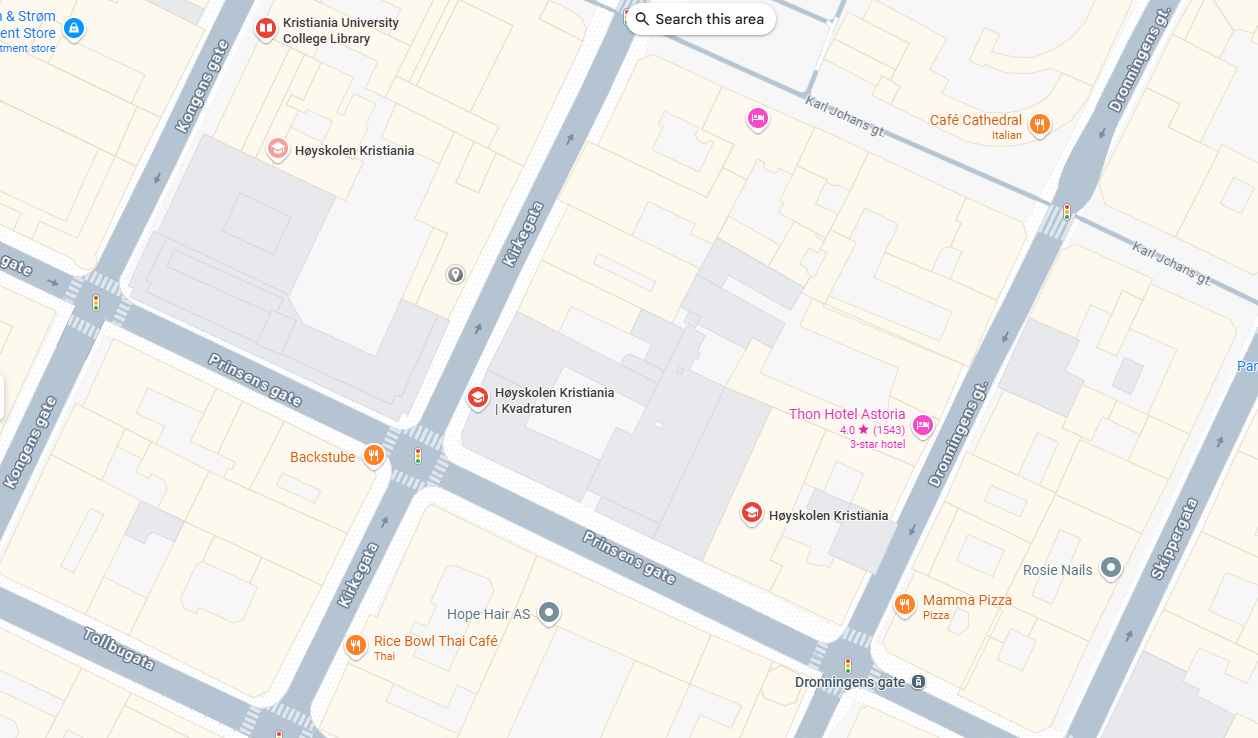 Search this area
n & Strøm
ent Store
tment store
Kristiania University
College Library
Kongens gate
Dronningens gt.
Karl Johans gt.
Café Cathedral
Italian
Høyskolen Kristiania
Kirkegata
Karl Johans gt.
gate
Prinsens gate
Par
Høyskolen Kristiania
| Kvadraturen
Thon Hotel Astoria
4.0 ★ (1543)
3-star hotel
Dronningens gt.
Kongens gate
Backstube
Høyskolen Kristiania
Skippergata
Prinsens gate
Kirkegata
Rosie Nails
Mamma Pizza
Pizza
Hope Hair AS
Rice Bowl Thai Café
Thai
Tollbugata
Dronningens gate